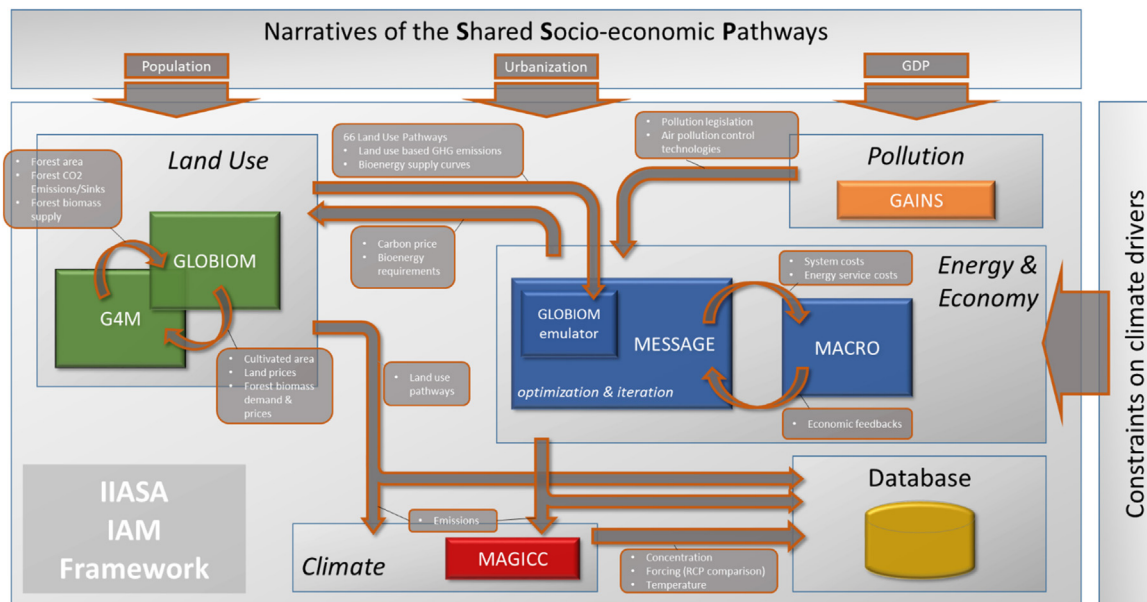 Narratives of the Shared Socio-economic Pathways
Population
Urbanization
GDP
• Forest area
• Forest CO2
Emissions/Sinks
• Forest biomass
supply
Land Use
GLOBIOM
G4M
• Cultivated area
• Land prices
• Forest biomass
demand &
prices
66 Land Use Pathways
• Land use based GHG emissions
• Bioenergy supply curves
• Carbon price
• Bioenergy
requirements
• Pollution legislation
• Air pollution control
technologies
Pollution
GAINS
Energy &
Economy
• System costs
• Energy service costs
GLOBIOM
emulator
MESSAGE
optimization & iteration
MACRO
• Economic feedbacks
• Land use
pathways
Constraints on climate drivers
IIASA
IAM
Framework
• Emissions
Climate
MAGICC
• Concentration
• Forcing (RCP comparison)
• Temperature
Database